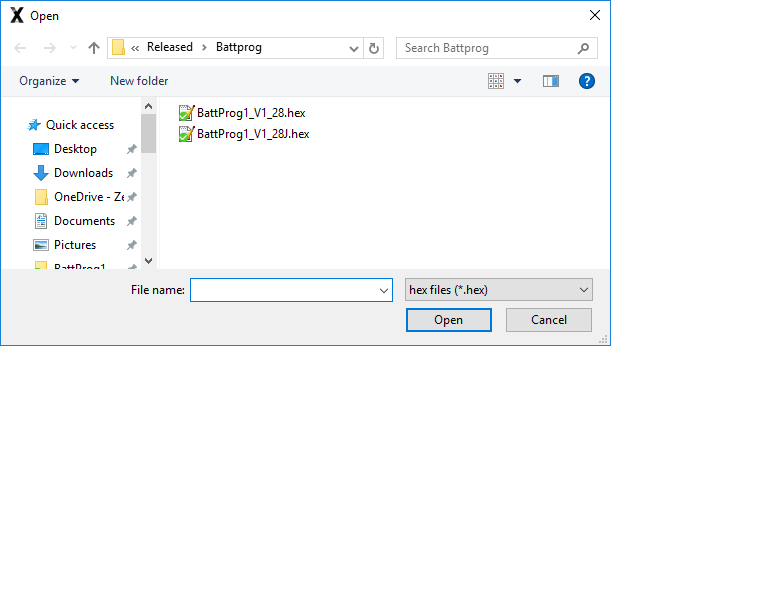 Open
« Released > Battprog
Search Battprog
Organize
New folder
?
Quick access
Desktop
Downloads
OneDrive - Ze
Documents
Pictures
BattProg1
BattProg1_V1_28.hex
BattProg1_V1_28J.hex
File name:
hex files (*.hex)
Open
Cancel